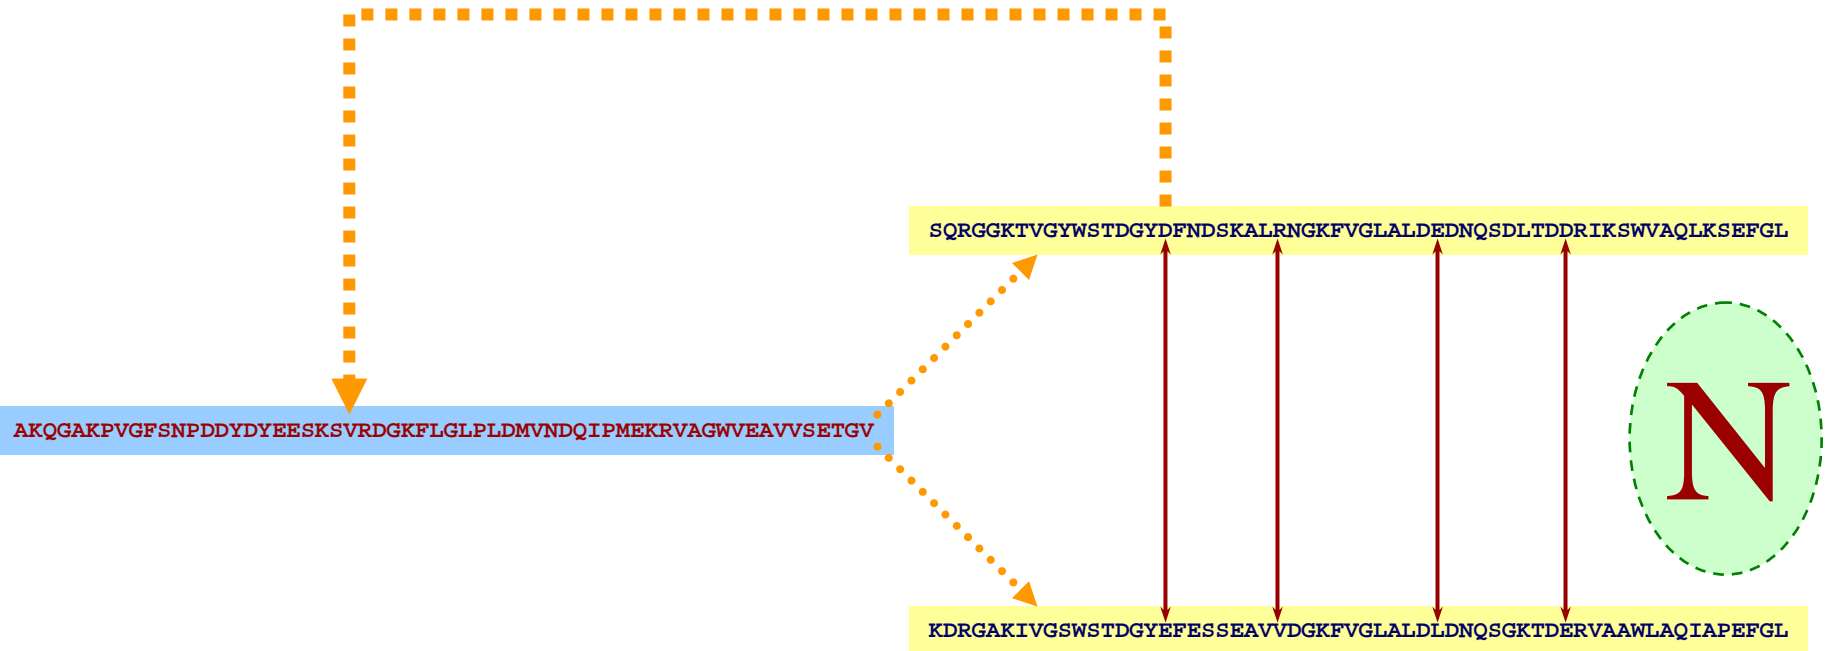 SQRGGKTVGYWSTDGYDFNDSKALRNGKFVGLALDEDNQSDLTDDRIKSWVAQLKSEFGL
N
AKQGAKPVGFSNPDDYDYEESKSVRDGKFLGLPLDMVNDQIPMEKRVAGWVEAVVSETGV
KDRGAKIVGSWSTDGYEFESSEAVVDGKFVGLALDLDNQSGKTDERVAAWLAQIAPEFGL